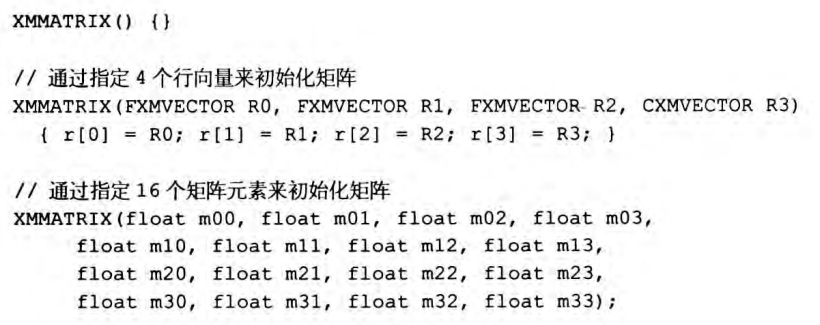 XMMATRIX() {}
// 通过指定 4 个行向量来初始化矩阵
XMMATRIX(FXMVECTOR R0, FXMVECTOR R1, FXMVECTOR R2, CXMVECTOR R3)
{ r[0] = R0; r[1] = R1; r[2] = R2; r[3] = R3; }
// 通过指定 16 个矩阵元素来初始化矩阵
XMMATRIX(float m00, float m01, float m02, float m03,
float m10, float m11, float m12, float m13,
float m20, float m21, float m22, float m23,
float m30, float m31, float m32, float m33);